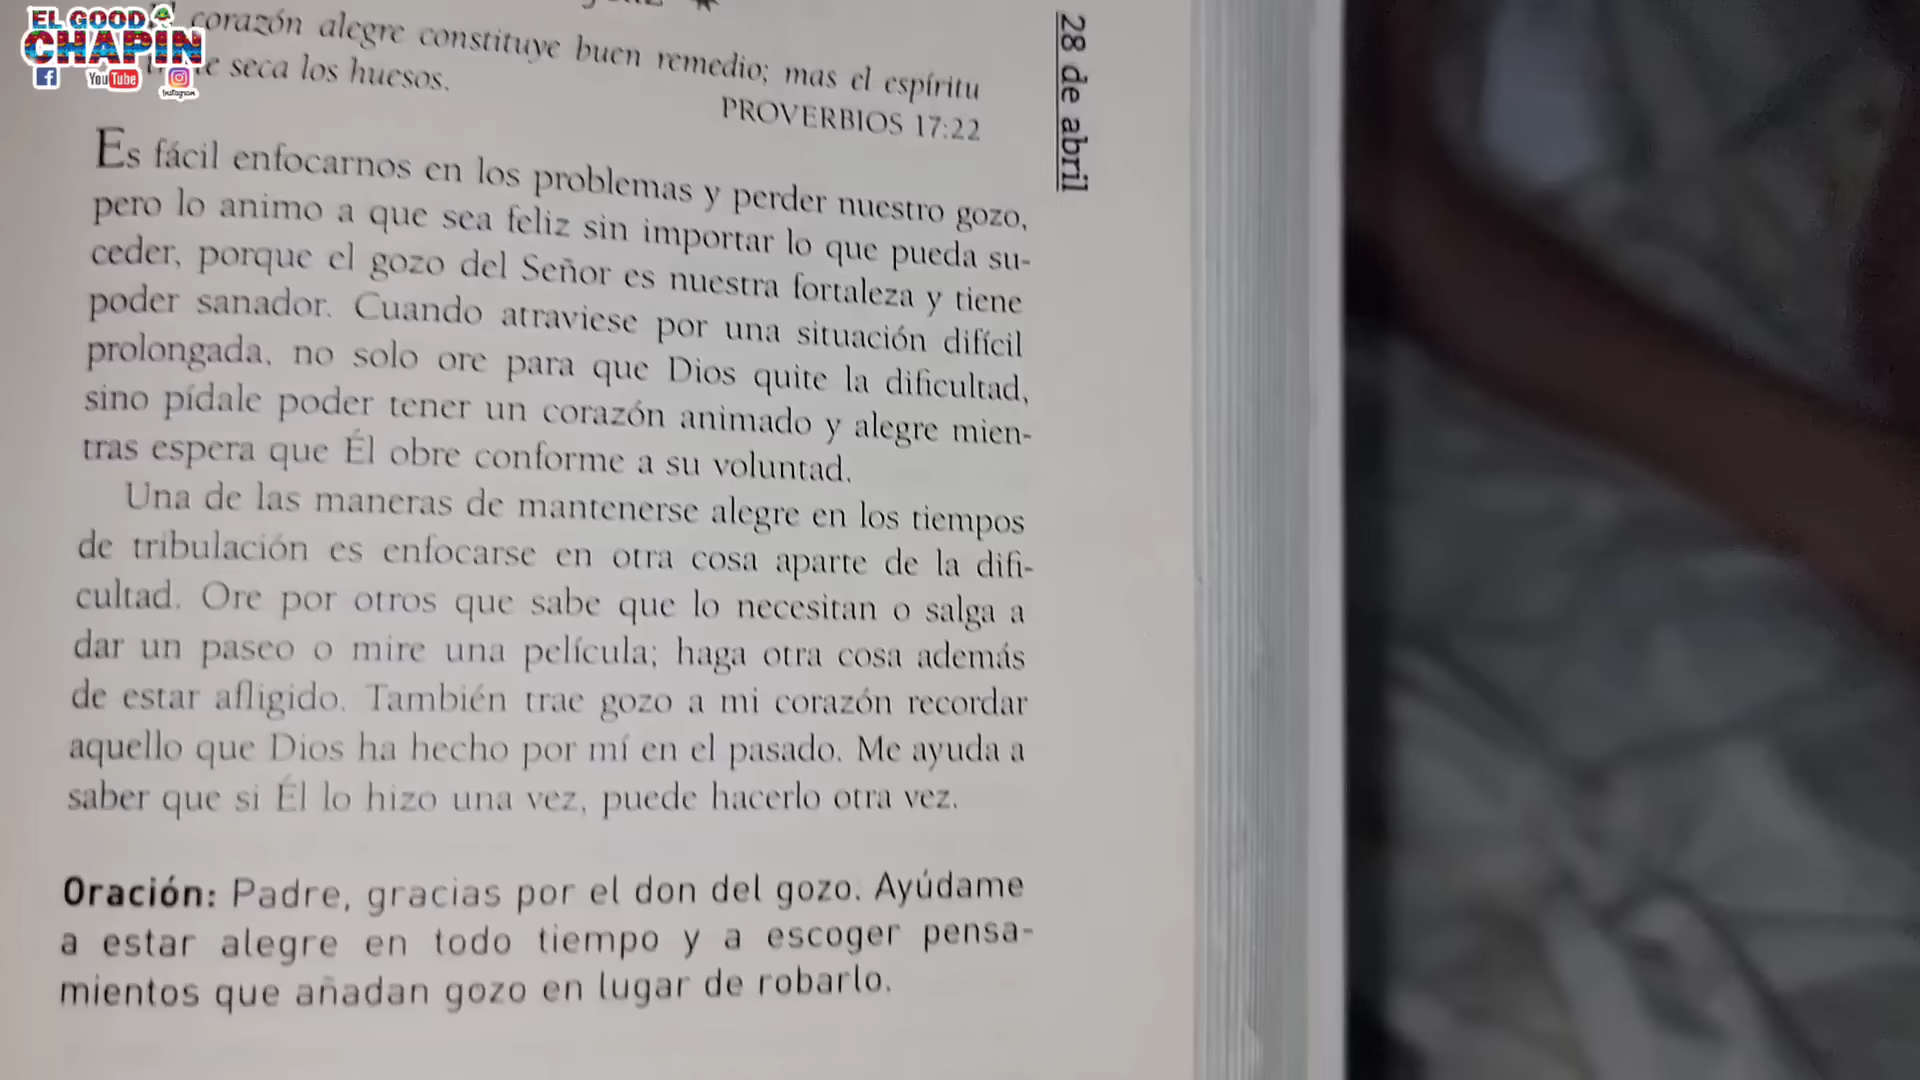 EL GOOD
CHAPIN
YouTube
Instagram
corazón alegre constituye buen remedio; mas el espíritu
seca los huesos.
PROVERBIOS 17:22
28 de abril
Es fácil enfocarnos en los problemas y perder nuestro gozo,
pero lo animo a que sea feliz sin importar lo que pueda su-
ceder, porque el gozo del Señor es nuestra fortaleza y tiene
poder sanador. Cuando atraviese por una situación difícil
prolongada, no solo ore para que Dios quite la dificultad,
sino pídale poder tener un corazón animado y alegre mien-
tras espera que Él obre conforme a su voluntad.
Una de las maneras de mantenerse alegre en los tiempos
de tribulación es enfocarse en otra cosa aparte de la difi-
cultad. Ore por otros que sabe que lo necesitan o salga a
dar un paseo o mire una película; haga otra cosa además
de estar afligido. También trae gozo a mi corazón recordar
aquello que Dios ha hecho por mí en el pasado. Me ayuda a
saber que si Él lo hizo una vez, puede hacerlo otra vez.
Oración: Padre, gracias por el don del gozo. Ayúdame
a estar alegre en todo tiempo y a escoger pensa-
mientos que añadan gozo en lugar de robarlo.